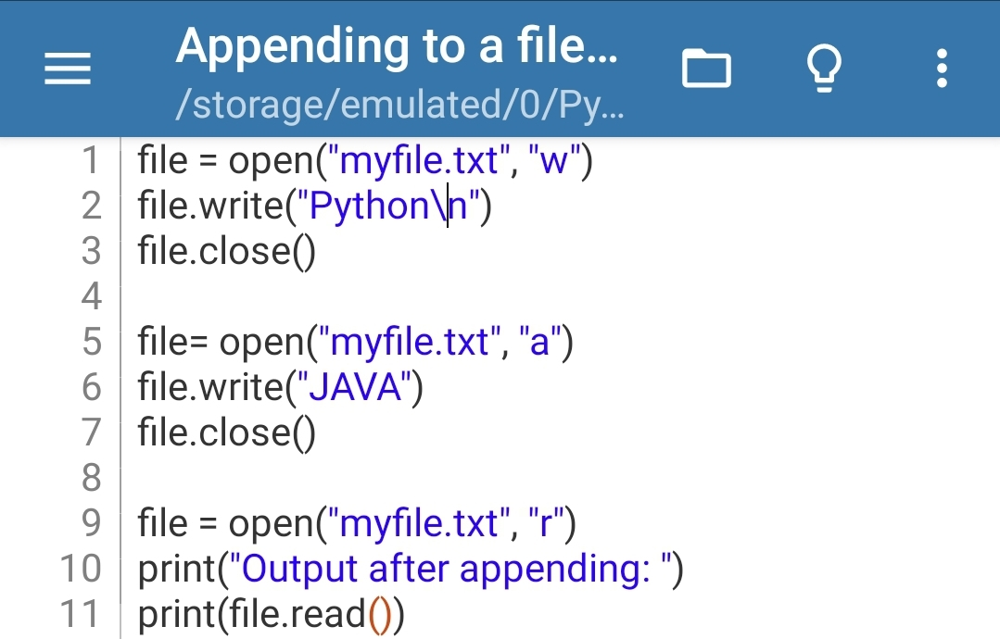 Appending to a file...
/storage/emulated/0/Py...
1 file = open("myfile.txt", "w")
2 file.write("Python\n")
3 file.close()
4
5 file= open("myfile.txt", "a")
6 file.write("JAVA")
7 file.close()
8
9 file = open("myfile.txt", "r")
10 print("Output after appending: ")
11 print(file.read())